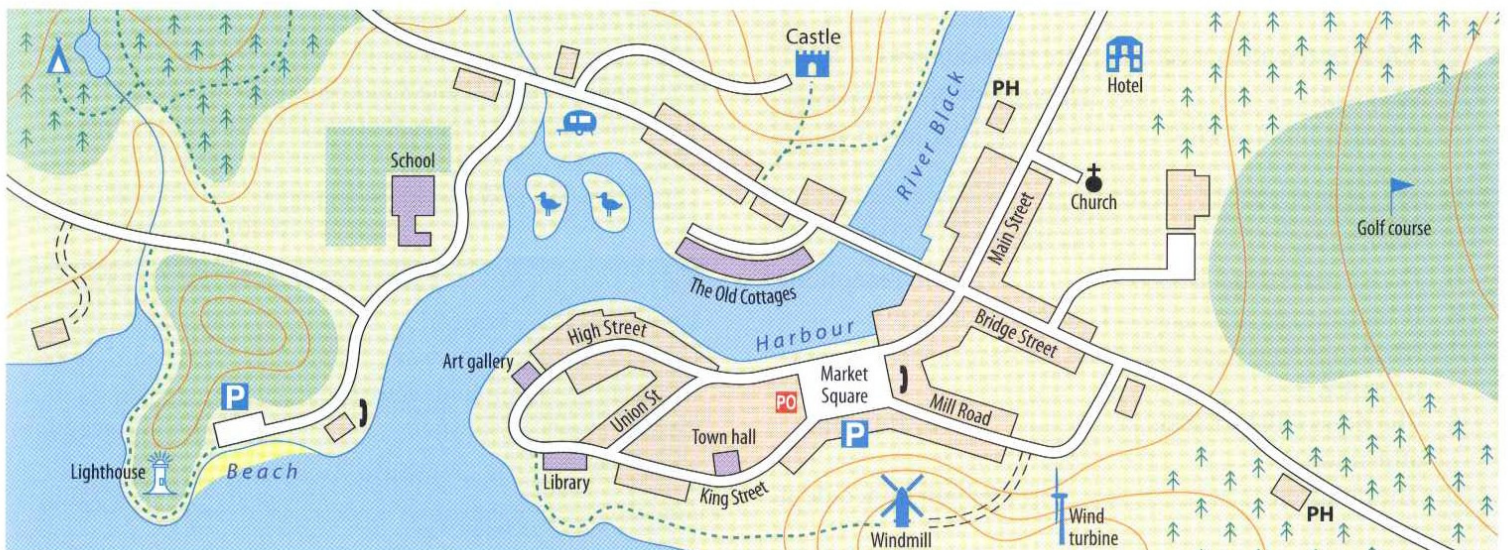 Castle
PH
Hotel
River Black
School
Church
Main Street
Golf course
The Old Cottages
High Street
Harbour
Bridge Street
Art gallery
Market
Square
Union St
PO
Mill Road
P
P
Town hall
Lighthouse
Beach
Library
King Street
Windmill
Wind
turbine
PH